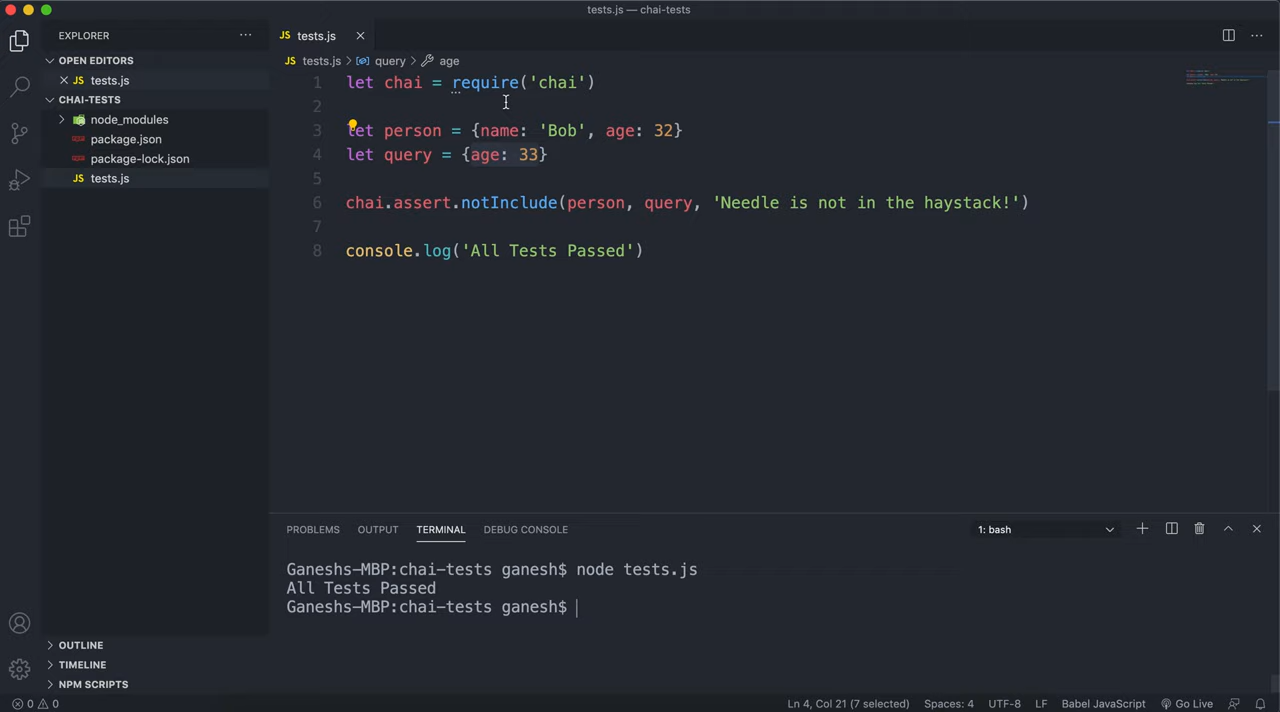 tests.js — chai-tests
EXPLORER
OPEN EDITORS
JS tests.js
CHAI-TESTS
node_modules
package.json
package-lock.json
JS tests.js
OUTLINE
TIMELINE
NPM SCRIPTS
JS tests.js
JS tests.js > query > age
1 let chai = require('chai')
2
3 let person = {name: 'Bob', age: 32}
4 let query = {age: 33}
5
6 chai.assert.notInclude(person, query, 'Needle is not in the haystack!')
7
8 console.log('All Tests Passed')
PROBLEMS OUTPUT TERMINAL DEBUG CONSOLE 1: bash
Ganeshs-MBP:chai-tests ganesh$ node tests.js
All Tests Passed
Ganeshs-MBP:chai-tests ganesh$
0 0 Ln 4, Col 21 (7 selected) Spaces: 4 UTF-8 LF Babel JavaScript Go Live